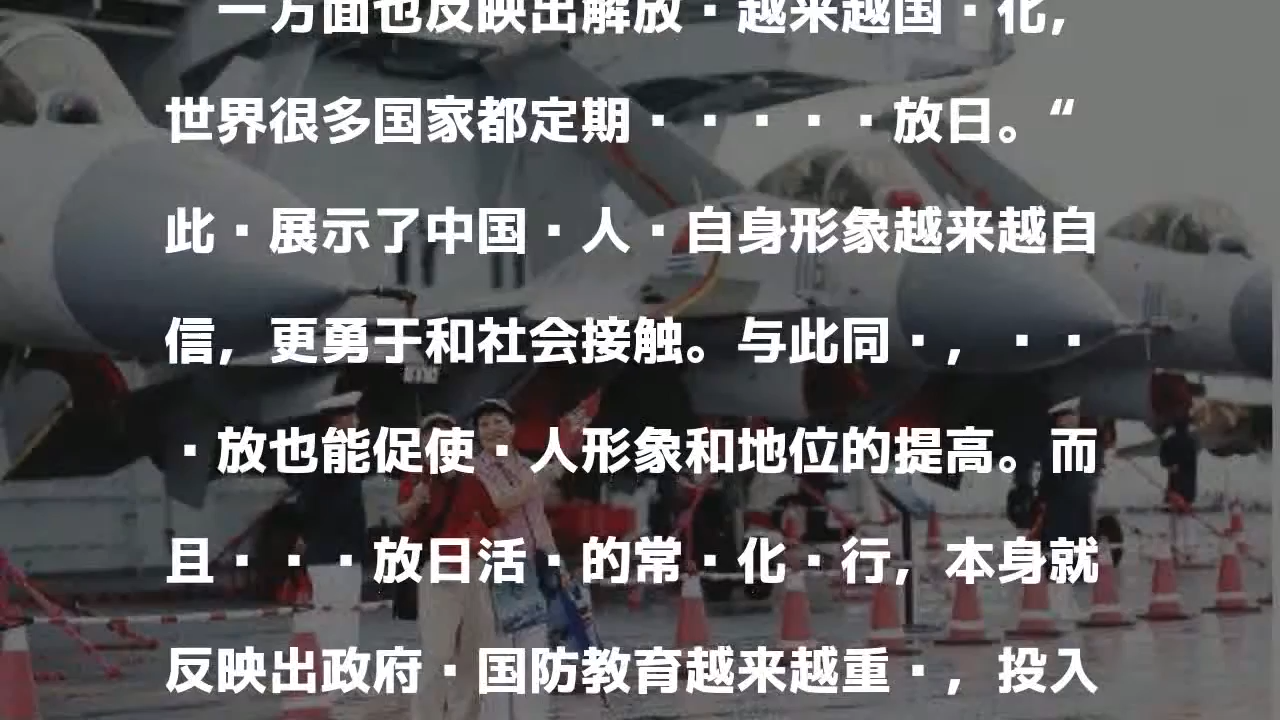 一方面也反映出解放·越来越国·化，
世界很多国家都定期·····放日。“
此·展示了中国·人·自身形象越来越自
信，更勇于和社会接触。与此同·，··
·放也能促使·人形象和地位的提高。而
且···放日活·的常·化·行，本身就
反映出政府·国防教育越来越重·，投入